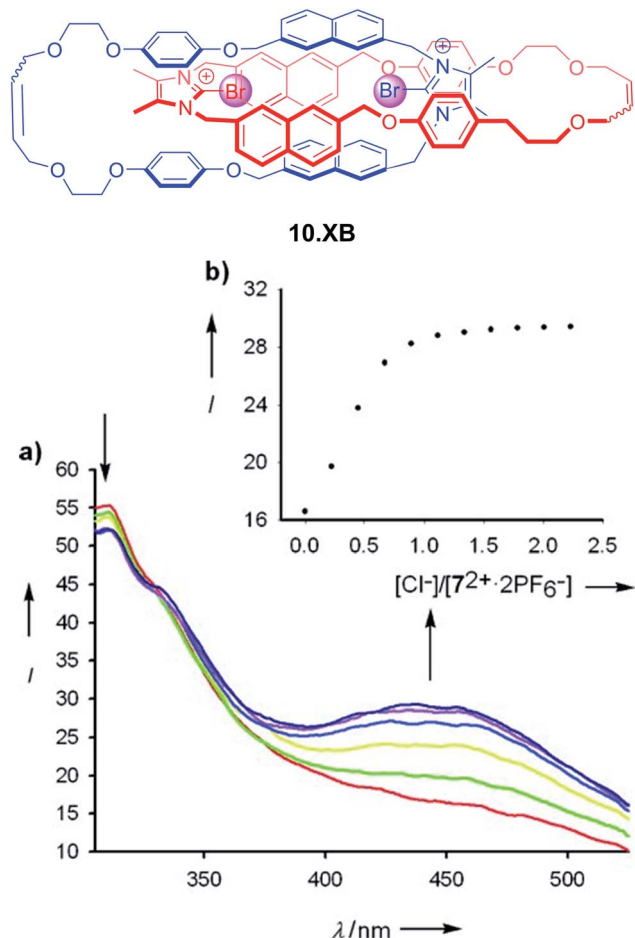 O O O N ⊕ O O
⊕ N Br O Br
N O N O
O O O
10.XB
b)
32
28
I 24
20
16
0.0 0.5 1.0 1.5 2.0 2.5
[Cl⁻]/[7²⁺·2PF₆⁻]
a)
60
55
50
45
40
I 35
30
25
20
15
10
350 400 450 500
λ/nm